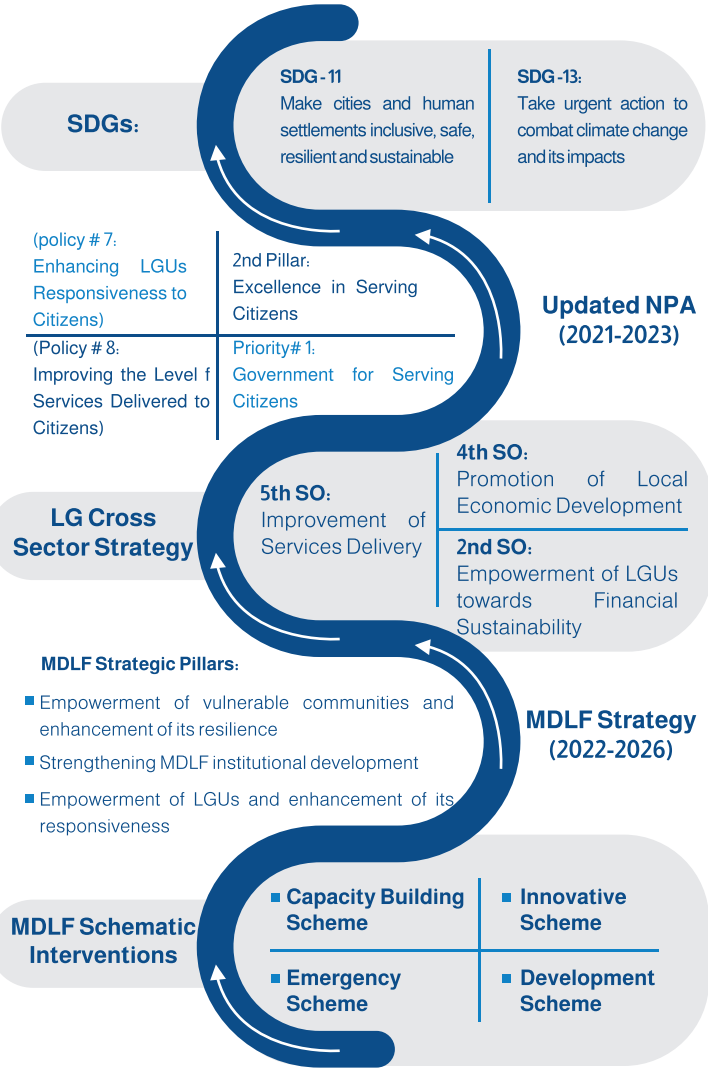 SDGs:
SDG - 11
Make cities and human
settlements inclusive, safe,
resilient and sustainable
SDG -13:
Take urgent action to
combat climate change
and its impacts
(policy # 7:
Enhancing LGUs
Responsiveness to
Citizens)
2nd Pillar:
Excellence in Serving
Citizens
(Policy # 8:
Improving the Level f
Services Delivered to
Citizens)
Priority# 1:
Government for Serving
Citizens
Updated NPA
(2021-2023)
LG Cross
Sector Strategy
5th SO:
Improvement of
Services Delivery
4th SO:
Promotion of Local
Economic Development
2nd SO:
Empowerment of LGUs
towards Financial
Sustainability
MDLF Strategic Pillars:
Empowerment of vulnerable communities and
enhancement of its resilience
Strengthening MDLF institutional development
Empowerment of LGUs and enhancement of its
responsiveness
MDLF Strategy
(2022-2026)
MDLF Schematic
Interventions
Capacity Building
Scheme
Innovative
Scheme
Emergency
Scheme
Development
Scheme